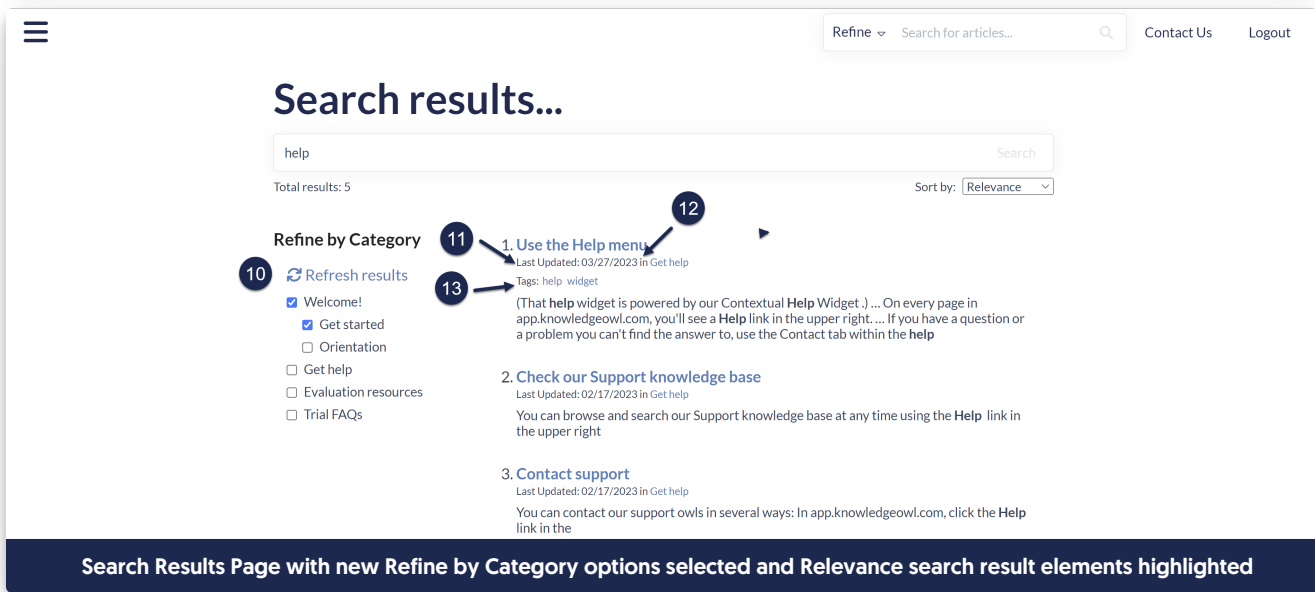 Refine Search for articles... Contact Us Logout
Search results...
help Search
Total results: 5 Sort by: Relevance
12
Refine by Category
11
1. Use the Help menu
Last Updated: 03/27/2023 in Get help
10
Refresh results
13
Tags: help widget
Welcome!
(That help widget is powered by our Contextual Help Widget .) ... On every page in
app.knowledgeowl.com, you'll see a Help link in the upper right. ... If you have a question or
a problem you can't find the answer to, use the Contact tab within the help
Get started
Orientation
Get help
Evaluation resources
Trial FAQs
2. Check our Support knowledge base
Last Updated: 02/17/2023 in Get help
You can browse and search our Support knowledge base at any time using the Help link in
the upper right
3. Contact support
Last Updated: 02/17/2023 in Get help
You can contact our support owls in several ways: In app.knowledgeowl.com, click the Help
link in the
Search Results Page with new Refine by Category options selected and Relevance search result elements highlighted